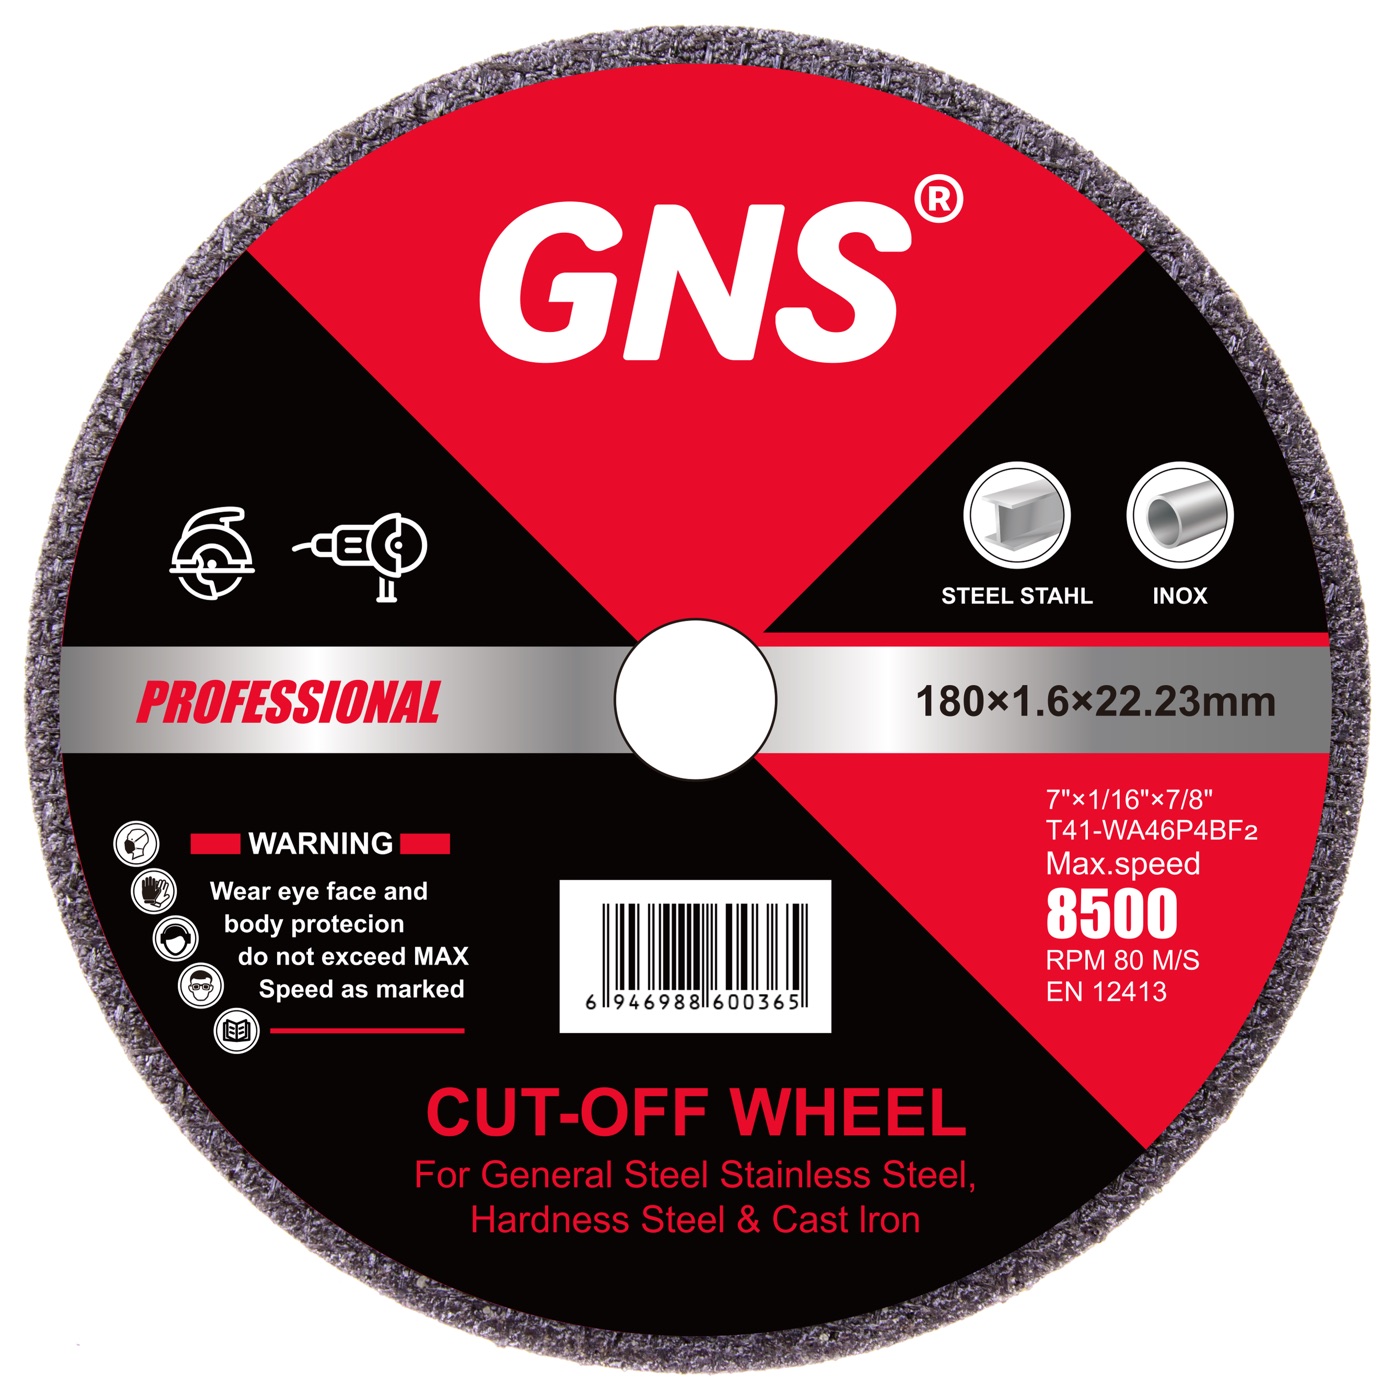 GNS®
STEEL STAHL
INOX
PROFESSIONAL
180×1.6×22.23mm
7"×1/16"×7/8"
T41-WA46P4BF2
Max.speed
8500
RPM 80 M/S
EN 12413
WARNING
Wear eye face and
body protecion
do not exceed MAX
Speed as marked
6 946988 600365
CUT-OFF WHEEL
For General Steel Stainless Steel,
Hardness Steel & Cast Iron